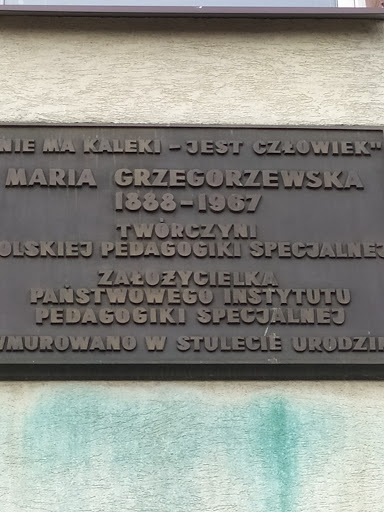 NIE MA KALEKI - JEST CZŁOWIEK"
MARIA GRZEGORZEWSKA
1888-1967
TWÓRCZYNI
OLSKIEJ PEDAGOGIKI SPECJALNEJ
ZAŁOŻYCIELKA
PAŃSTWOWEGO INSTYTUTU
PEDAGOGIKI SPECJALNEJ
WMUROWANO W STULECIE URODZIN